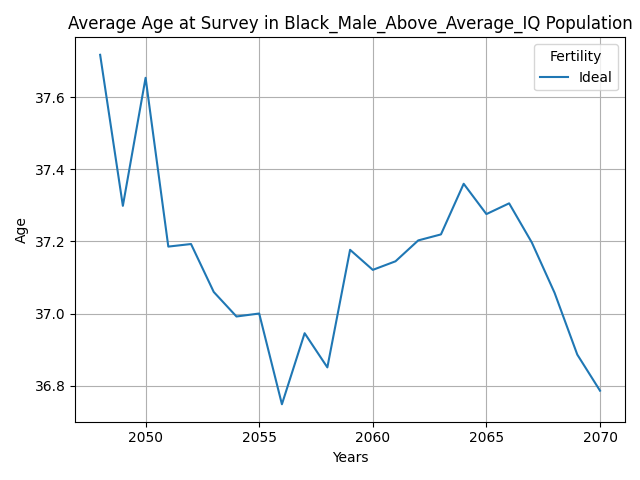 Average Age at Survey in Black_Male_Above_Average_IQ Population
Fertility
Ideal
37.6
37.4
37.2
37.0
36.8
Age
2050 2055 2060 2065 2070
Years